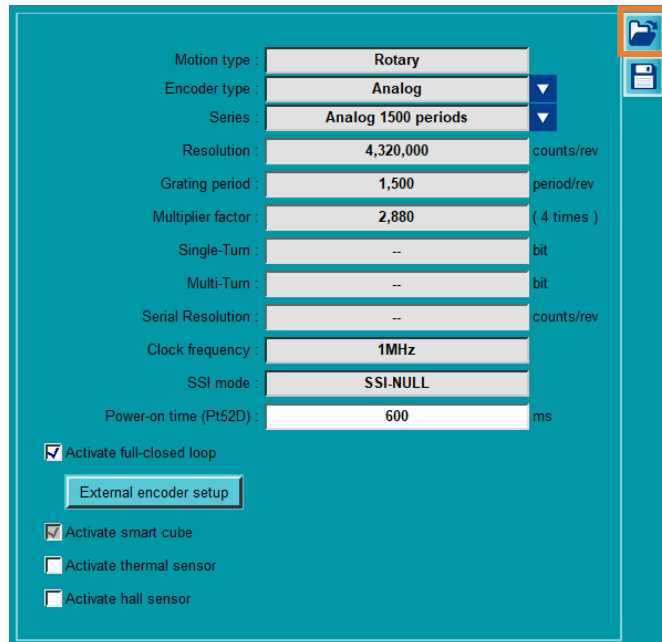 Motion type : Rotary
Encoder type : Analog
Series : Analog 1500 periods
Resolution : 4,320,000 counts/rev
Grating period : 1,500 period/rev
Multiplier factor : 2,880 ( 4 times )
Single-Turn : -- bit
Multi-Turn : -- bit
Serial Resolution : -- counts/rev
Clock frequency : 1MHz
SSI mode : SSI-NULL
Power-on time (Pt52D) : 600 ms
Activate full-closed loop
External encoder setup
Activate smart cube
Activate thermal sensor
Activate hall sensor